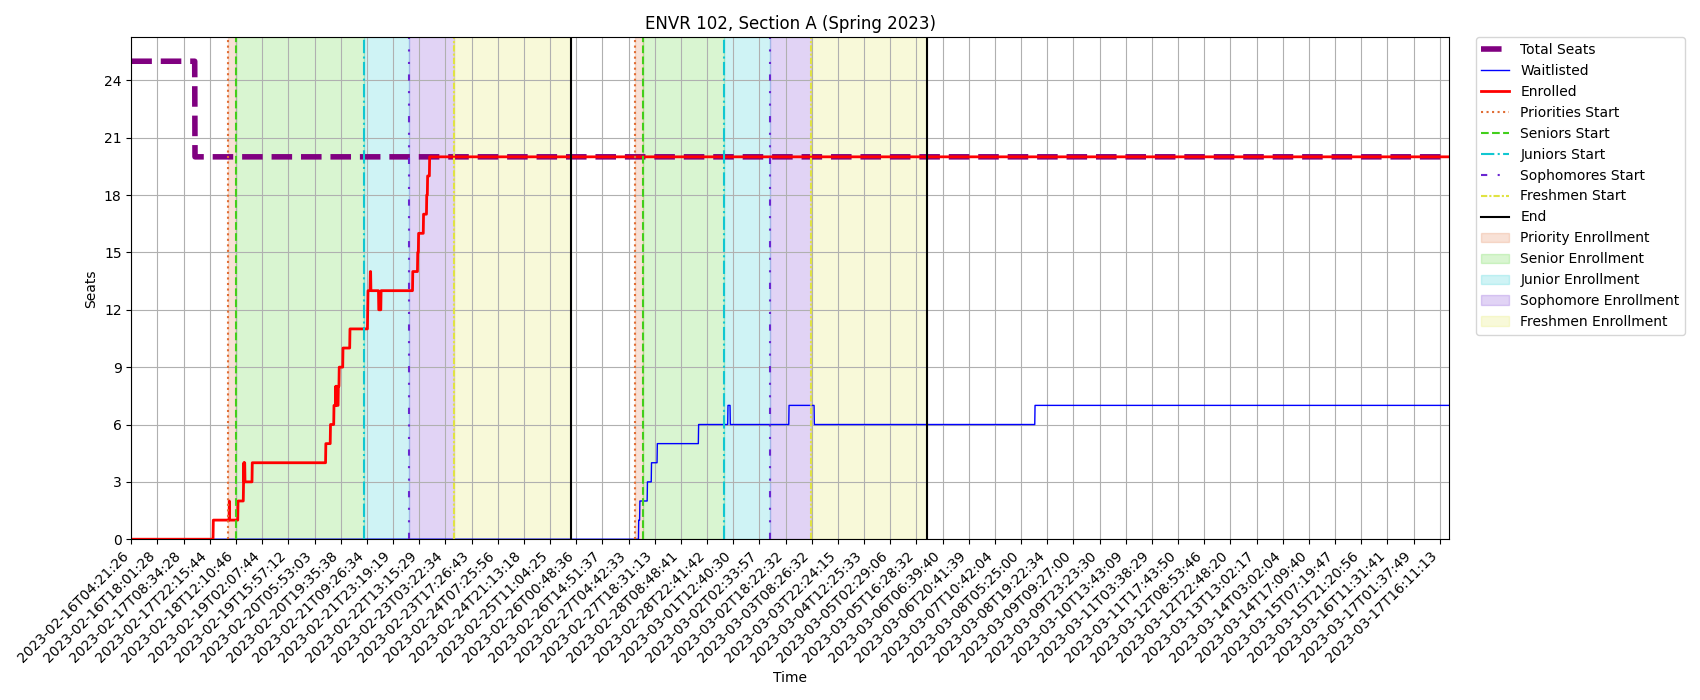 ENVR 102, Section A (Spring 2023)
Total Seats
Waitlisted
Enrolled
Priorities Start
Seniors Start
Juniors Start
Sophomores Start
Freshmen Start
End
Priority Enrollment
Senior Enrollment
Junior Enrollment
Sophomore Enrollment
Freshmen Enrollment
Seats
24
21
18
15
12
9
6
3
0
2023-02-16T04:21:26
2023-02-16T18:01:28
2023-02-17T08:34:28
2023-02-17T22:15:44
2023-02-18T12:10:46
2023-02-19T02:07:44
2023-02-19T15:57:12
2023-02-20T05:53:03
2023-02-20T19:35:38
2023-02-21T09:26:34
2023-02-21T23:19:19
2023-02-22T13:15:29
2023-02-23T03:22:34
2023-02-23T17:26:43
2023-02-24T07:25:56
2023-02-24T21:13:18
2023-02-25T11:04:25
2023-02-26T00:48:36
2023-02-26T14:51:37
2023-02-27T04:42:33
2023-02-27T18:31:13
2023-02-28T08:48:41
2023-02-28T22:41:42
2023-03-01T12:40:30
2023-03-02T02:33:57
2023-03-02T18:22:32
2023-03-03T08:26:32
2023-03-03T22:24:15
2023-03-04T12:25:33
2023-03-05T02:29:06
2023-03-05T16:28:32
2023-03-06T06:39:40
2023-03-06T20:41:39
2023-03-07T10:42:04
2023-03-08T05:25:00
2023-03-08T19:22:34
2023-03-09T09:27:00
2023-03-09T23:23:30
2023-03-10T13:43:09
2023-03-11T03:38:29
2023-03-11T17:43:50
2023-03-12T08:53:46
2023-03-12T22:48:20
2023-03-13T13:02:17
2023-03-14T03:02:04
2023-03-14T17:09:40
2023-03-15T07:19:47
2023-03-15T21:20:56
2023-03-16T11:31:41
2023-03-17T01:37:49
2023-03-17T16:11:13
Time